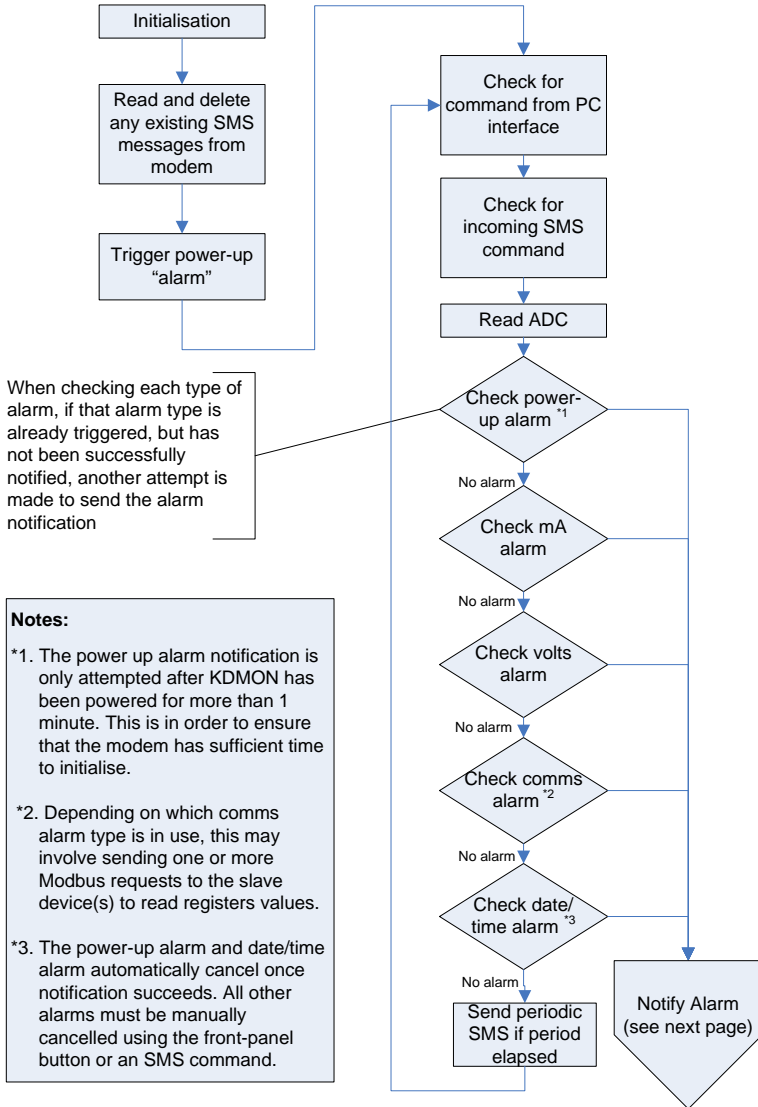 Initialisation
Read and delete
any existing SMS
messages from
modem
Trigger power-up
“alarm”
Check for
command from PC
interface
Check for
incoming SMS
command
Read ADC
When checking each type of
alarm, if that alarm type is
already triggered, but has
not been successfully
notified, another attempt is
made to send the alarm
notification
Check power-
up alarm *1
No alarm
Check mA
alarm
No alarm
Check volts
alarm
No alarm
Check comms
alarm *2
No alarm
Check date/
time alarm *3
No alarm
Send periodic
SMS if period
elapsed
Notify Alarm
(see next page)
Notes:
*1. The power up alarm notification is
only attempted after KDMON has
been powered for more than 1
minute. This is in order to ensure
that the modem has sufficient time
to initialise.
*2. Depending on which comms
alarm type is in use, this may
involve sending one or more
Modbus requests to the slave
device(s) to read registers values.
*3. The power-up alarm and date/time
alarm automatically cancel once
notification succeeds. All other
alarms must be manually
cancelled using the front-panel
button or an SMS command.